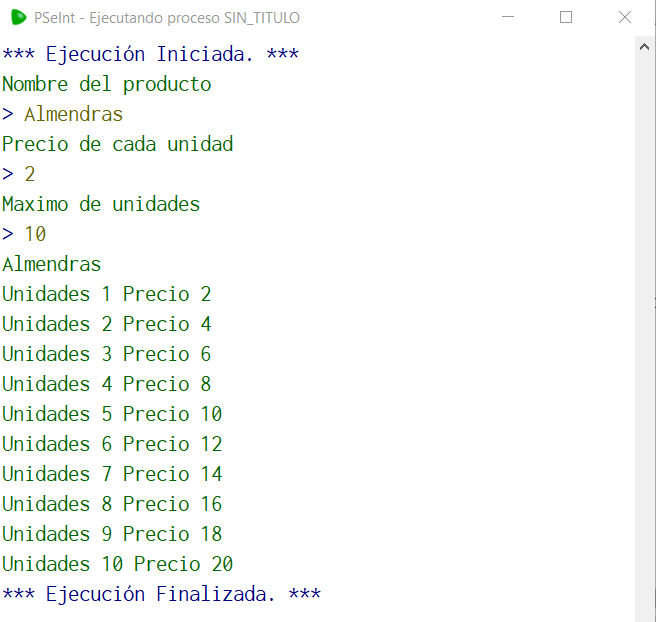 PSeInt - Ejecutando proceso SIN_TITULO
*** Ejecución Iniciada. ***
Nombre del producto
> Almendras
Precio de cada unidad
> 2
Maximo de unidades
> 10
Almendras
Unidades 1 Precio 2
Unidades 2 Precio 4
Unidades 3 Precio 6
Unidades 4 Precio 8
Unidades 5 Precio 10
Unidades 6 Precio 12
Unidades 7 Precio 14
Unidades 8 Precio 16
Unidades 9 Precio 18
Unidades 10 Precio 20
*** Ejecución Finalizada. ***